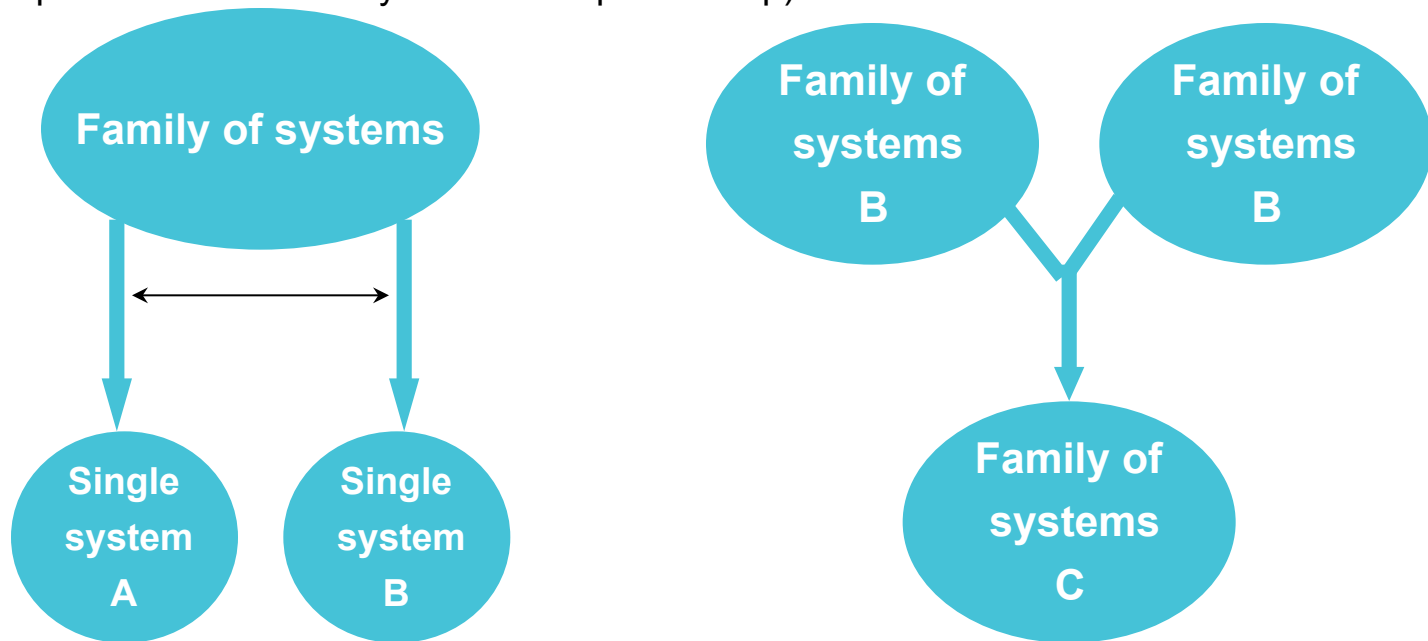 Family of systems
Single
system
A
Single
system
B
Family of
systems
B
Family of
systems
B
Family of
systems
C